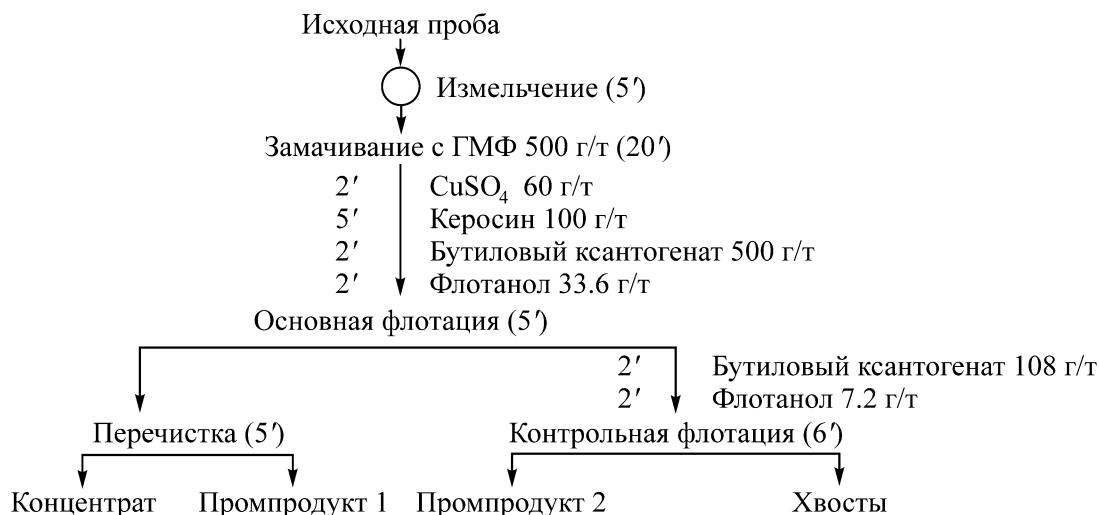 Исходная проба
Измельчение (5′)
Замачивание с ГМФ 500 г/т (20′)
2′ CuSO₄ 60 г/т
5′ Керосин 100 г/т
2′ Бутиловый ксантогенат 500 г/т
2′ Флотанол 33.6 г/т
Основная флотация (5′)
2′ Бутиловый ксантогенат 108 г/т
2′ Флотанол 7.2 г/т
Перечистка (5′) Контрольная флотация (6′)
Концентрат Промпродукт 1 Промпродукт 2 Хвосты